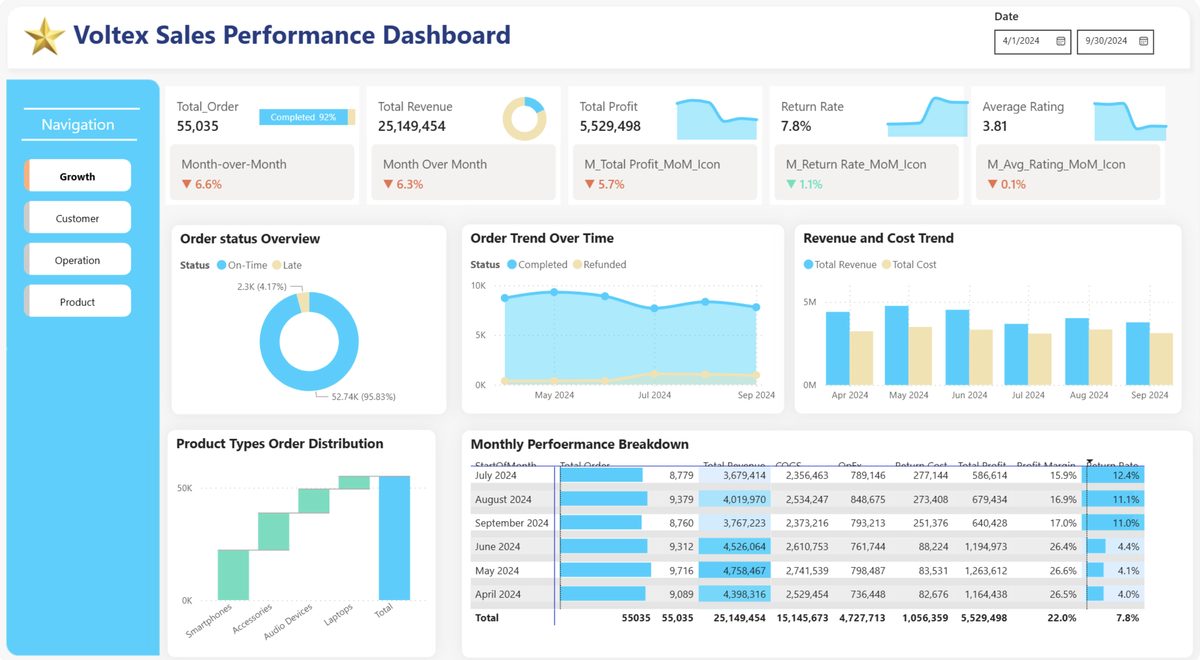 Voltex Sales Performance Dashboard
Date
4/1/2024
9/30/2024
Navigation
Growth
Customer
Operation
Product
Total_Order
55,035
Completed 92%
Month-over-Month
▼ 6.6%
Total Revenue
25,149,454
Month Over Month
▼ 6.3%
Total Profit
5,529,498
M_Total Profit_MoM_Icon
▼ 5.7%
Return Rate
7.8%
M_Return Rate_MoM_Icon
▼ 1.1%
Average Rating
3.81
M_Avg_Rating_MoM_Icon
▼ 0.1%
Order status Overview
Status On-Time Late
2.3K (4.17%)
52.74K (95.83%)
Order Trend Over Time
Status Completed Refunded
10K
5K
0K
May 2024 Jul 2024 Sep 2024
Revenue and Cost Trend
Total Revenue Total Cost
5M
0M
Apr 2024 May 2024 Jun 2024 Jul 2024 Aug 2024 Sep 2024
Product Types Order Distribution
50K
0K
Smartphones Accessories Audio Devices Laptops Total
Monthly Perfoermance Breakdown
StartOfMonth Total Order Total Revenue COGS OpEx Return Cost Total Profit Profit Margin Return Rate
July 2024 8,779 3,679,414 2,356,463 789,146 277,144 586,614 15.9% 12.4%
August 2024 9,379 4,019,970 2,534,247 848,675 273,408 679,434 16.9% 11.1%
September 2024 8,760 3,767,223 2,373,216 793,213 251,376 640,428 17.0% 11.0%
June 2024 9,312 4,526,064 2,610,753 761,744 88,224 1,194,973 26.4% 4.4%
May 2024 9,716 4,758,467 2,741,539 798,487 83,531 1,263,612 26.6% 4.1%
April 2024 9,089 4,398,316 2,529,454 736,448 82,676 1,164,438 26.5% 4.0%
Total 55035 55,035 25,149,454 15,145,673 4,727,713 1,056,359 5,529,498 22.0% 7.8%